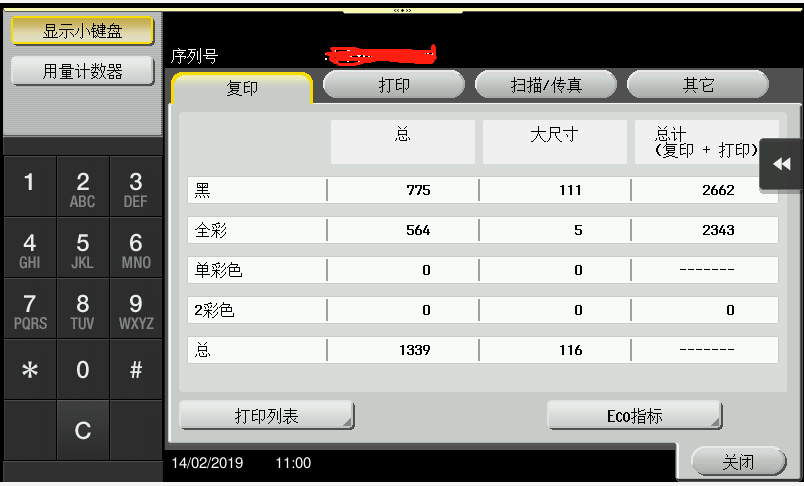 显示小键盘
用量计数器
序列号
复印 打印 扫描/传真 其它
总 大尺寸 总计
(复印 + 打印)
黑 775 111 2662
全彩 564 5 2343
单彩色 0 0 -------
2彩色 0 0 0
总 1339 116 -------
1 2 3
ABC DEF
4 5 6
GHI JKL MNO
7 8 9
PQRS TUV WXYZ
* 0 #
C
打印列表 Eco指标
14/02/2019 11:00 关闭